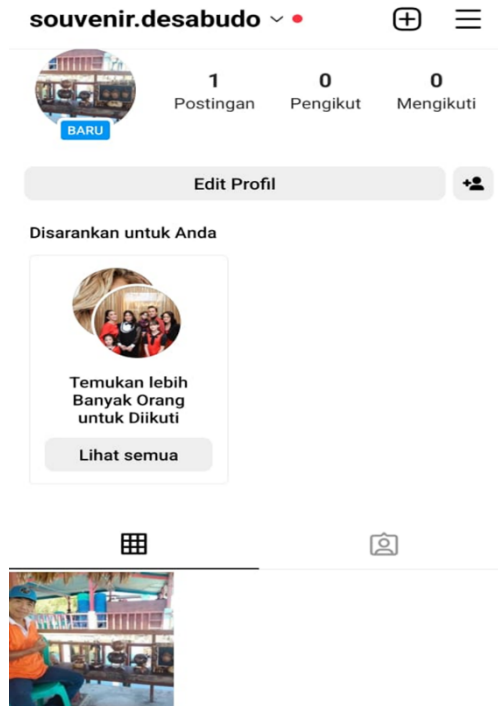 souvenir.desabudo
1 0 0
Postingan Pengikut Mengikuti
BARU
Edit Profil
Disarankan untuk Anda
Temukan lebih
Banyak Orang
untuk Diikuti
Lihat semua